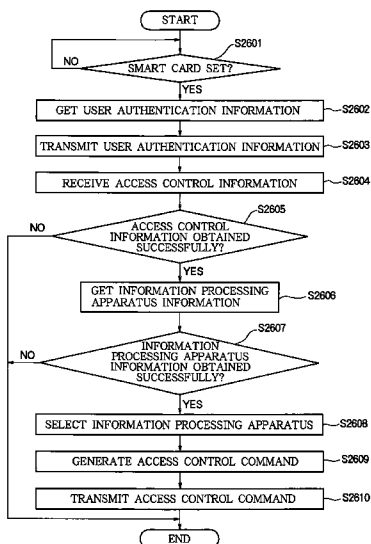 START
S2601
SMART CARD SET?
NO
YES
GET USER AUTHENTICATION INFORMATION
S2602
TRANSMIT USER AUTHENTICATION INFORMATION
S2603
RECEIVE ACCESS CONTROL INFORMATION
S2604
S2605
NO
ACCESS CONTROL
INFORMATION OBTAINED
SUCCESSFULLY?
YES
GET INFORMATION PROCESSING
APPARATUS INFORMATION
S2606
S2607
NO
INFORMATION
PROCESSING APPARATUS
INFORMATION OBTAINED
SUCCESSFULLY?
YES
SELECT INFORMATION PROCESSING APPARATUS
S2608
GENERATE ACCESS CONTROL COMMAND
S2609
TRANSMIT ACCESS CONTROL COMMAND
S2610
END